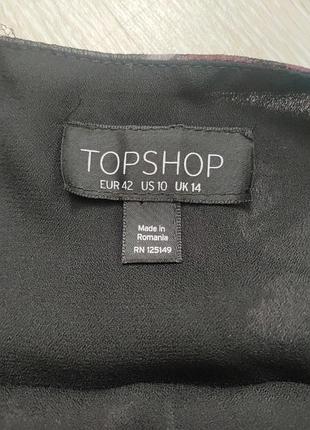 TOPSHOP
EUR 42 US 10 UK 14
Made in
Romania
RN 125149